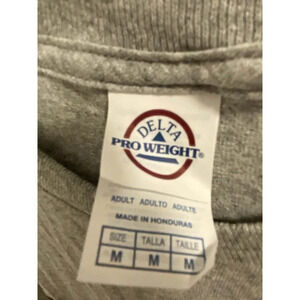 DELTA
PRO WEIGHT®
ADULT ADULTO ADULTE
MADE IN HONDURAS
SIZE TALLA TAILLE
M M M